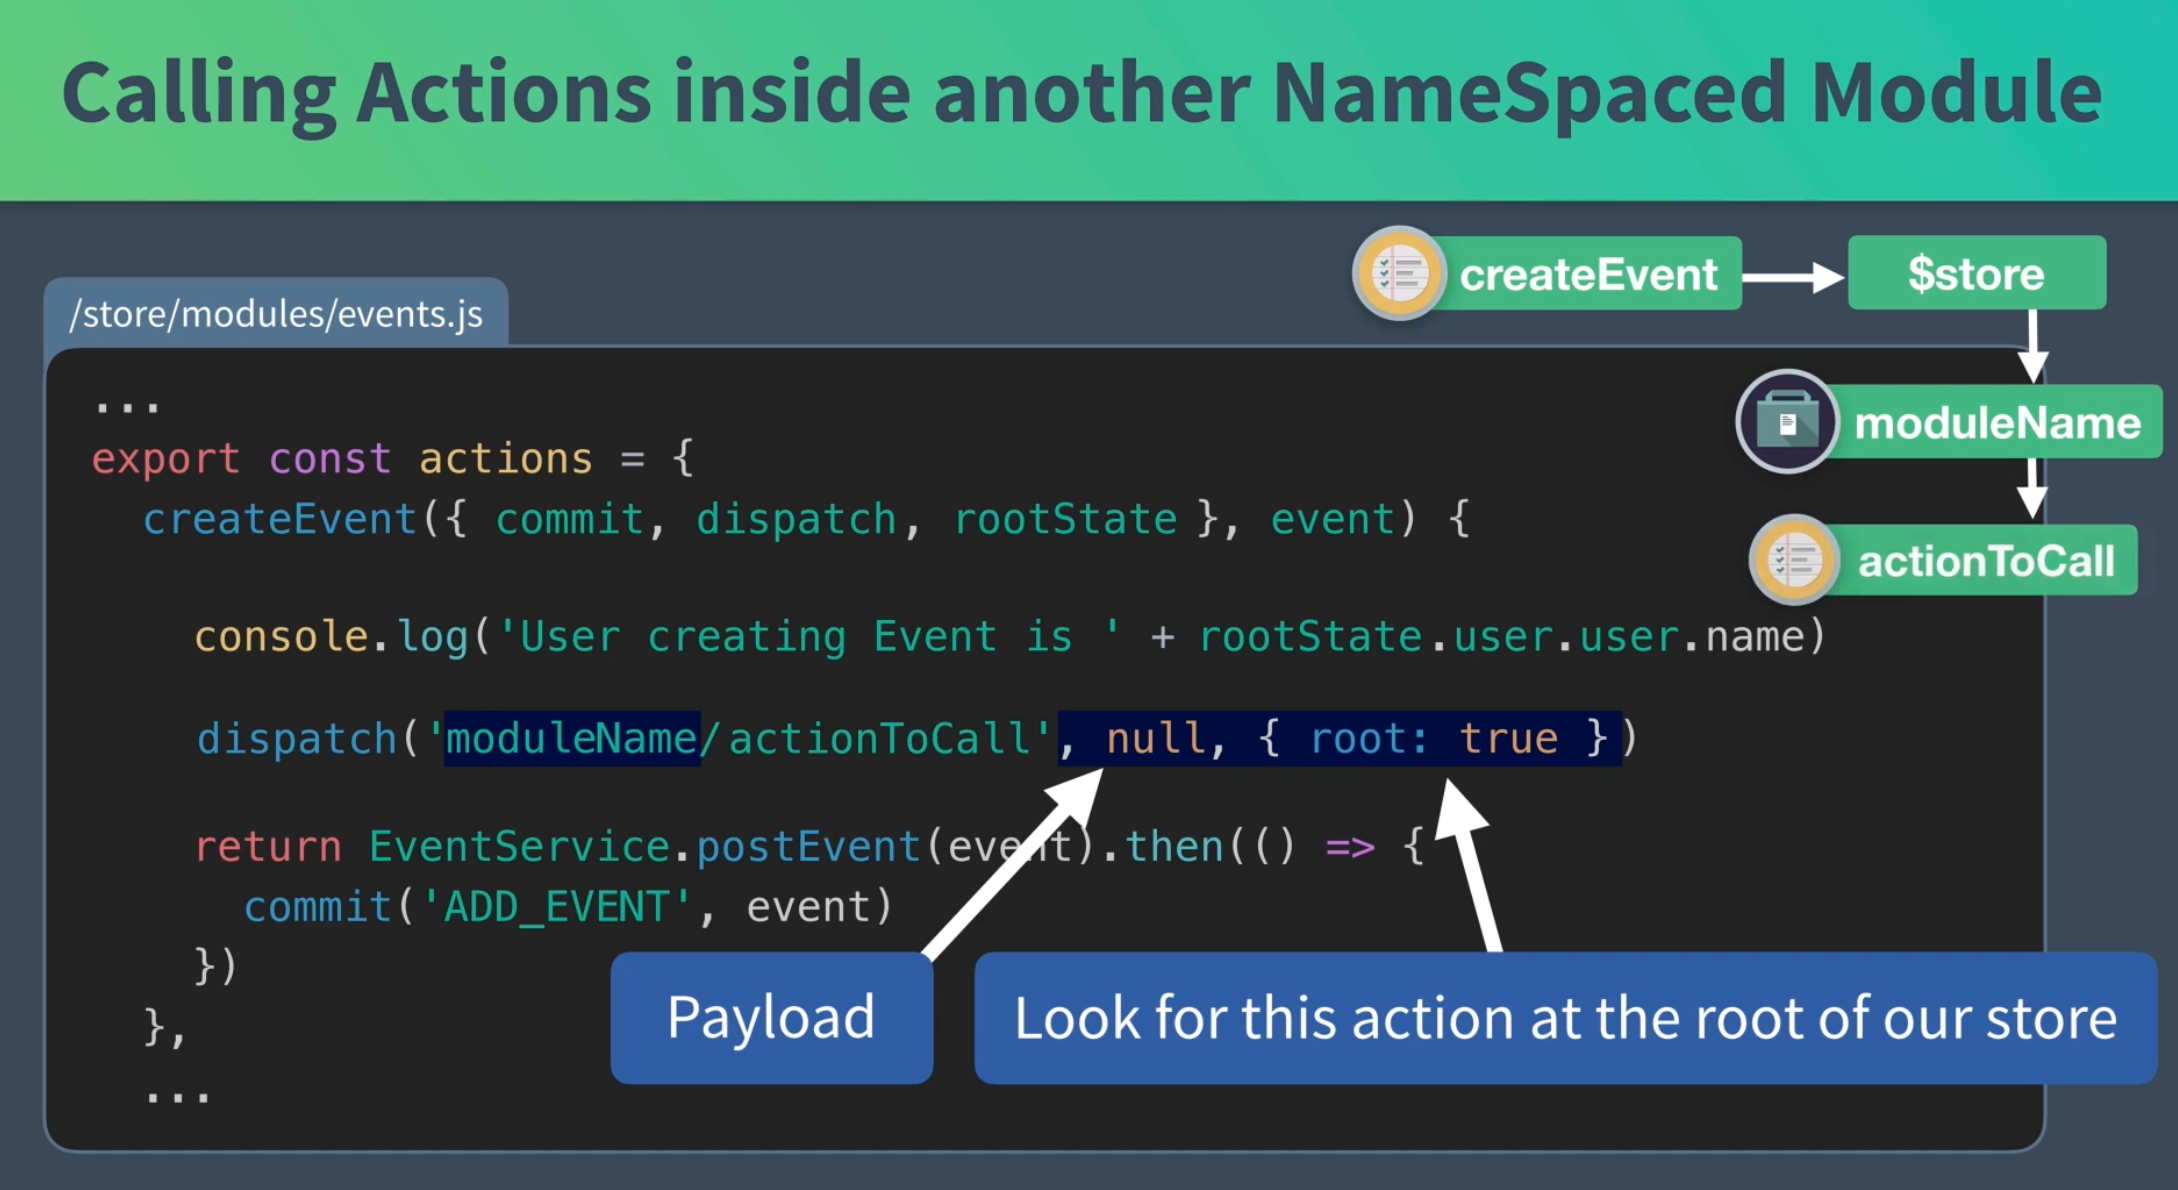 Calling Actions inside another NameSpaced Module
createEvent
$store
/store/modules/events.js
moduleName
actionToCall
...
export const actions = {
createEvent({ commit, dispatch, rootState }, event) {
console.log('User creating Event is ' + rootState.user.user.name)
dispatch('moduleName/actionToCall', null, { root: true })
return EventService.postEvent(event).then(() => {
commit('ADD_EVENT', event)
})
},
...
Payload
Look for this action at the root of our store